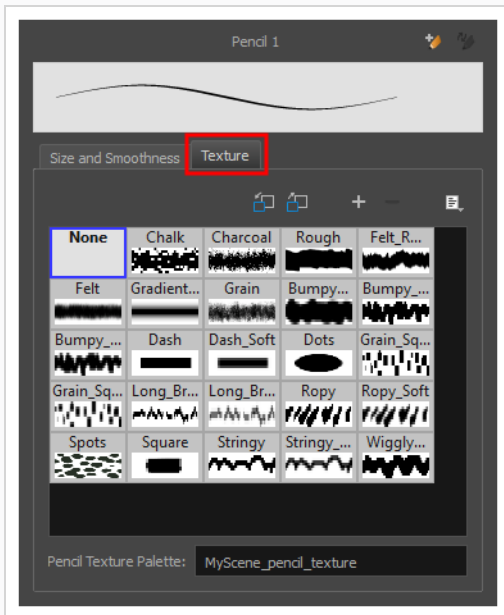 Pencil 1
Size and Smoothness Texture
None Chalk Charcoal Rough Felt_R...
Felt Gradient... Grain Bumpy... Bumpy_...
Bumpy_... Dash Dash_Soft Dots Grain_Sq...
Grain_Sq... Long_Br... Long_Br... Ropy Ropy_Soft
Spots Square Stringy Stringy_... Wiggly...
Pencil Texture Palette: MyScene_pencil_texture